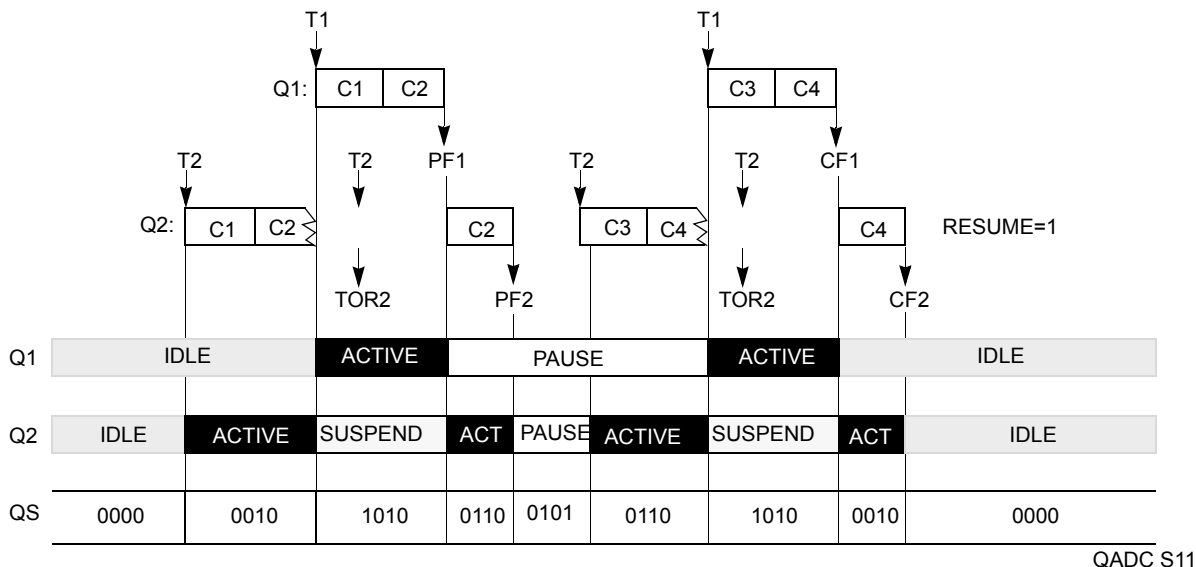 T1 T1
Q1: C1 C2 C3 C4
T2 T2 PF1 T2 T2 CF1
Q2: C1 C2 C2 C3 C4 C4 RESUME=1
TOR2 PF2 TOR2 CF2
Q1 IDLE ACTIVE PAUSE ACTIVE IDLE
Q2 IDLE ACTIVE SUSPEND ACT PAUSE ACTIVE SUSPEND ACT IDLE
QS 0000 0010 1010 0110 0101 0110 1010 0010 0000
QADC S11